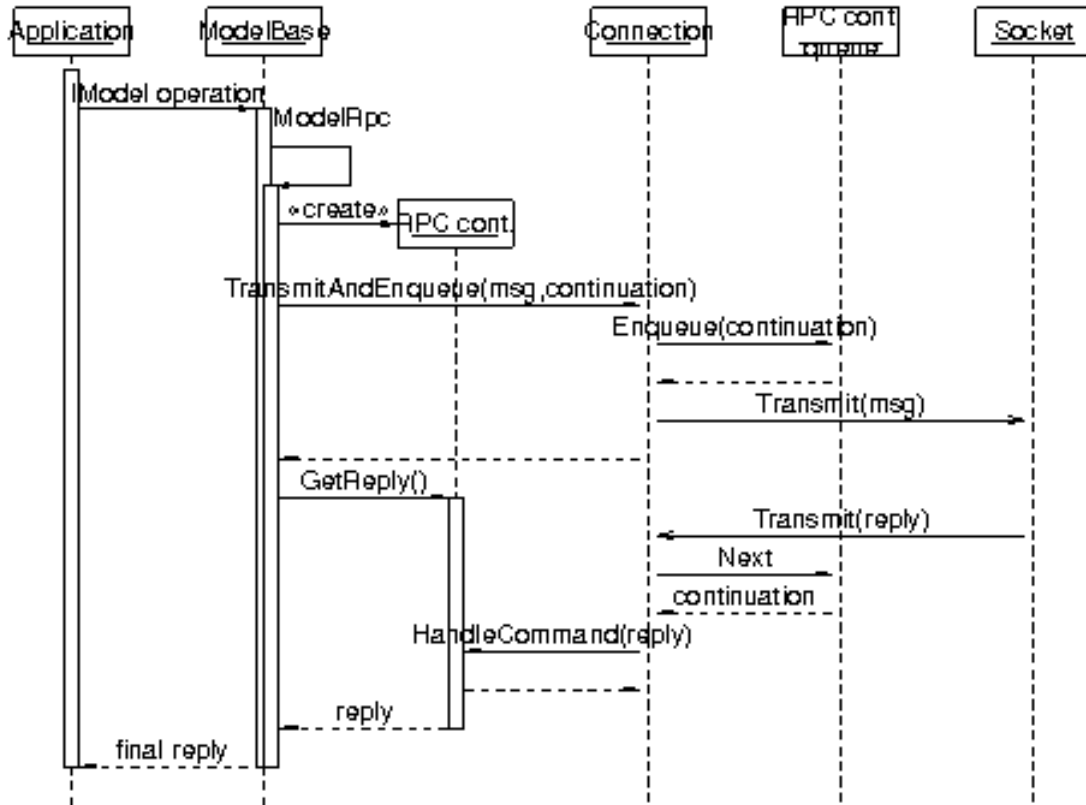 Application
ModelBase
Connection
RPC cont.
queue
Socket
IModel operation
ModelRpc
«create»
RPC cont.
TransmitAndEnqueue(msg,continuation)
Enqueue(continuation)
Transmit(msg)
GetReply()
Transmit(reply)
Next
continuation
HandleCommand(reply)
reply
final reply